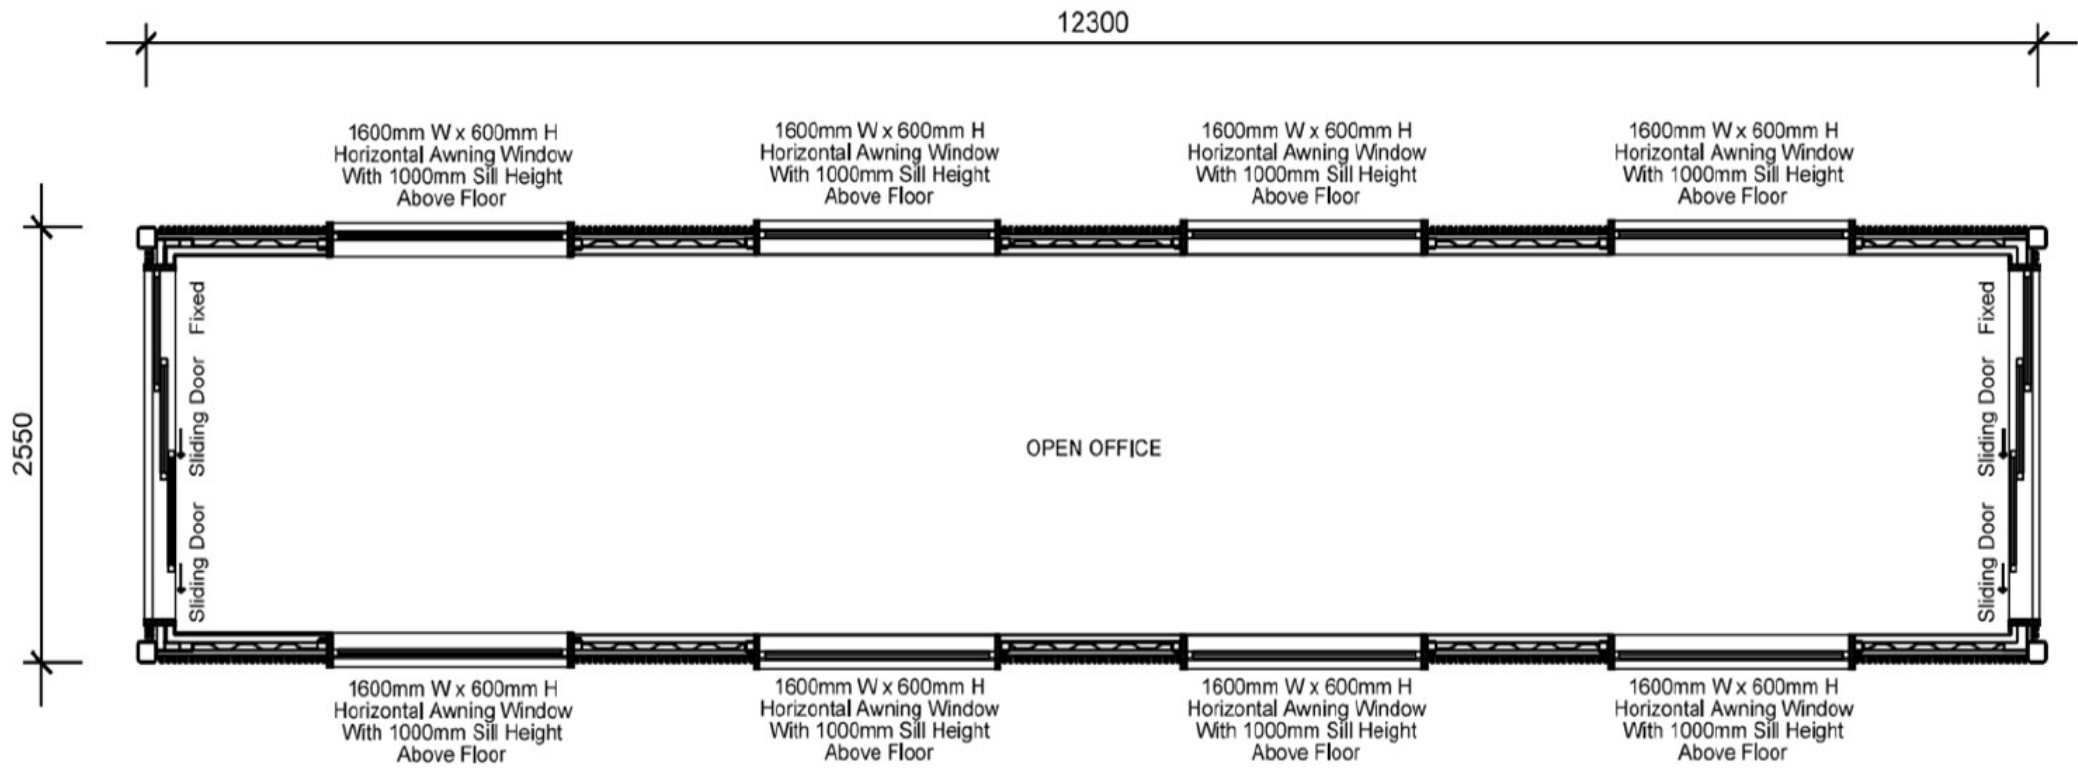 12300
1600mm W x 600mm H
Horizontal Awning Window
With 1000mm Sill Height
Above Floor
1600mm W x 600mm H
Horizontal Awning Window
With 1000mm Sill Height
Above Floor
1600mm W x 600mm H
Horizontal Awning Window
With 1000mm Sill Height
Above Floor
1600mm W x 600mm H
Horizontal Awning Window
With 1000mm Sill Height
Above Floor
2550
Sliding Door Sliding Door Fixed
OPEN OFFICE
Sliding Door Sliding Door Fixed
1600mm W x 600mm H
Horizontal Awning Window
With 1000mm Sill Height
Above Floor
1600mm W x 600mm H
Horizontal Awning Window
With 1000mm Sill Height
Above Floor
1600mm W x 600mm H
Horizontal Awning Window
With 1000mm Sill Height
Above Floor
1600mm W x 600mm H
Horizontal Awning Window
With 1000mm Sill Height
Above Floor